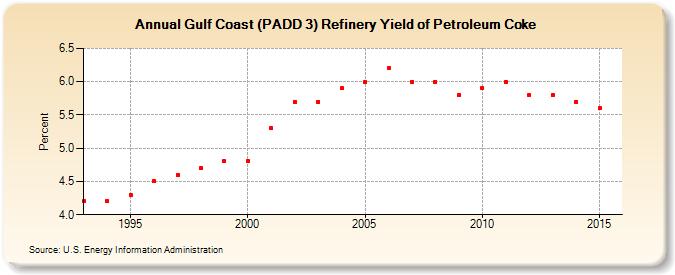 Annual Gulf Coast (PADD 3) Refinery Yield of Petroleum Coke
Percent
6.5
6.0
5.5
5.0
4.5
4.0
1995 2000 2005 2010 2015
Source: U.S. Energy Information Administration